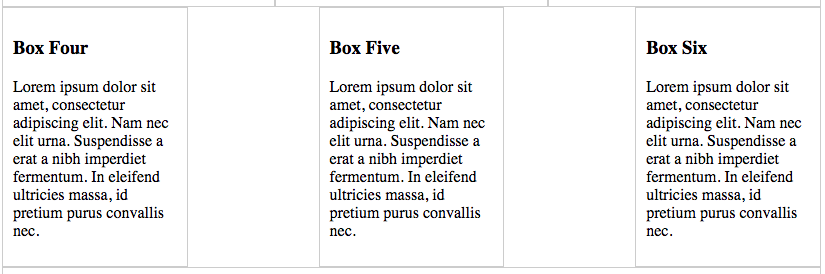 Box Four
Lorem ipsum dolor sit
amet, consectetur
adipiscing elit. Nam nec
elit urna. Suspendisse a
erat a nibh imperdiet
fermentum. In eleifend
ultricies massa, id
pretium purus convallis
nec.
Box Five
Lorem ipsum dolor sit
amet, consectetur
adipiscing elit. Nam nec
elit urna. Suspendisse a
erat a nibh imperdiet
fermentum. In eleifend
ultricies massa, id
pretium purus convallis
nec.
Box Six
Lorem ipsum dolor sit
amet, consectetur
adipiscing elit. Nam nec
elit urna. Suspendisse a
erat a nibh imperdiet
fermentum. In eleifend
ultricies massa, id
pretium purus convallis
nec.